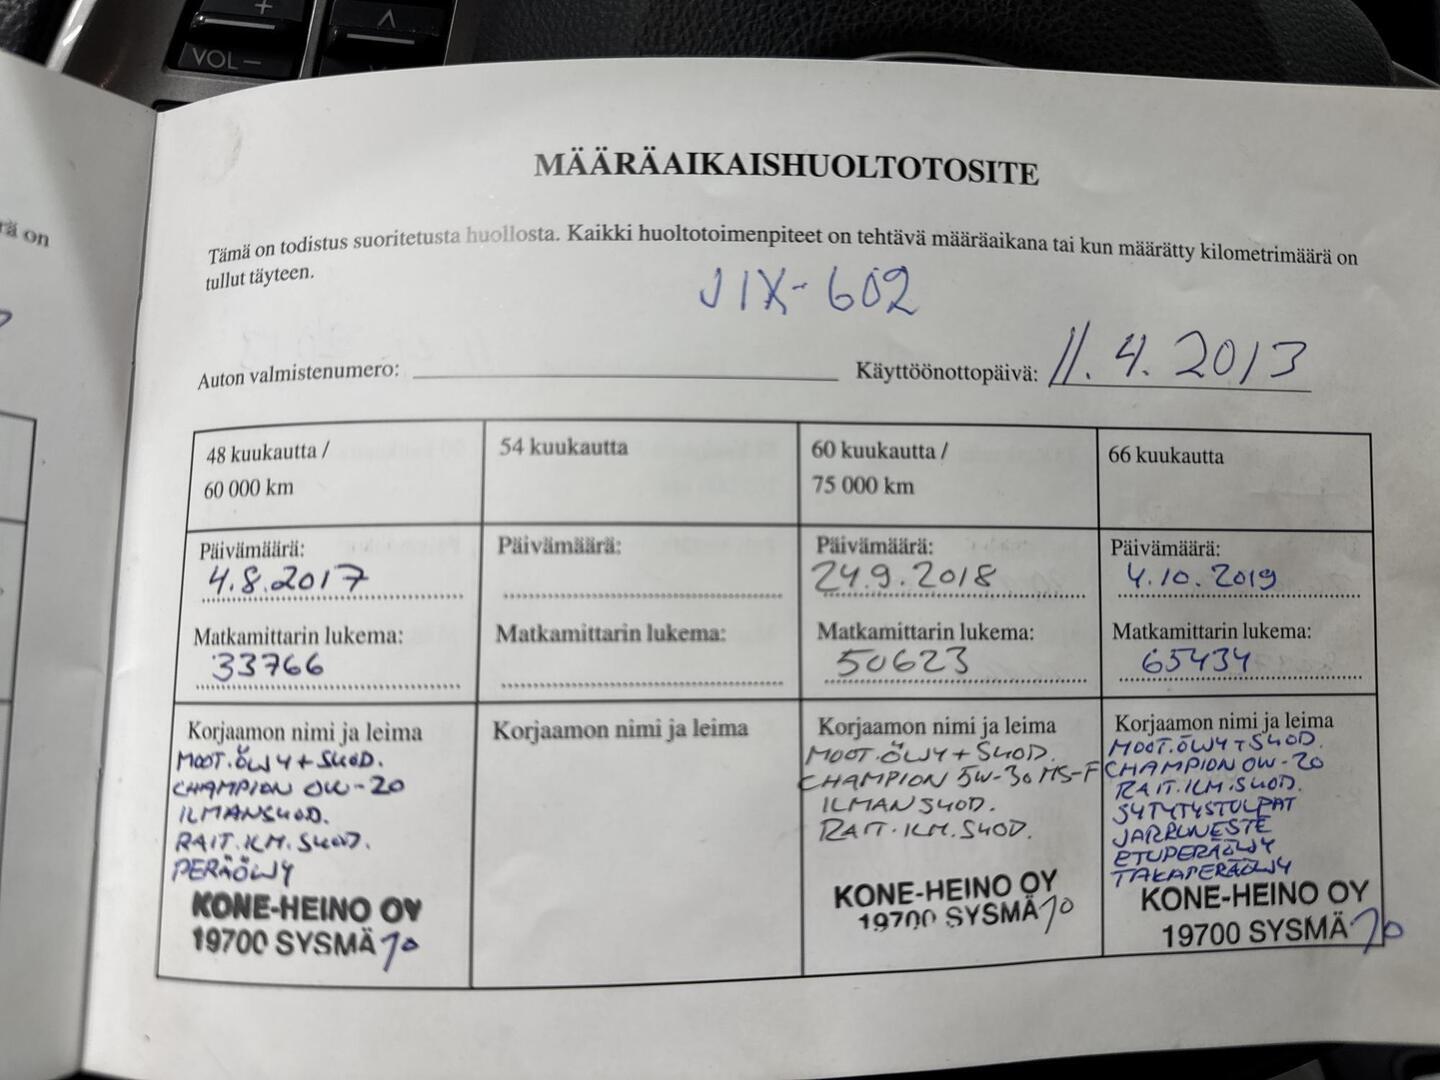 +
VOL −
rä on
MÄÄRÄAIKAISHUOLTOTOSITE
Tämä on todistus suoritetusta huollosta. Kaikki huoltotoimenpiteet on tehtävä määräaikana tai kun määrätty kilometrimäärä on
tullut täyteen.
JIX-602
Auton valmistenumero:
Käyttöönottopäivä: 11.4.2013
48 kuukautta /
60 000 km
Päivämäärä:
4.8.2017
Matkamittarin lukema:
33766
Korjaamon nimi ja leima
MOOT.ÖLJY+SUOD.
CHAMPION 0W-20
ILMANSUOD.
RAIT.ILM.SUOD.
PERÄÖLJY
KONE-HEINO OY
19700 SYSMÄ
54 kuukautta
Päivämäärä:
Matkamittarin lukema:
Korjaamon nimi ja leima
60 kuukautta /
75 000 km
Päivämäärä:
24.9.2018
Matkamittarin lukema:
50623
Korjaamon nimi ja leima
MOOT.ÖLJY+SUOD.
CHAMPION 5W-30 MS-F
ILMANSUOD.
RAIT.ILM.SUOD.
KONE-HEINO OY
19700 SYSMÄ
66 kuukautta
Päivämäärä:
4.10.2019
Matkamittarin lukema:
65434
Korjaamon nimi ja leima
MOOT.ÖLJY+SUOD.
CHAMPION 0W-20
RAIT.ILM.SUOD.
SYTYTYSTULPAT
JARRUNESTE
ETUPERÄÖLJY
TAKAPERÄÖLJY
KONE-HEINO OY
19700 SYSMÄ